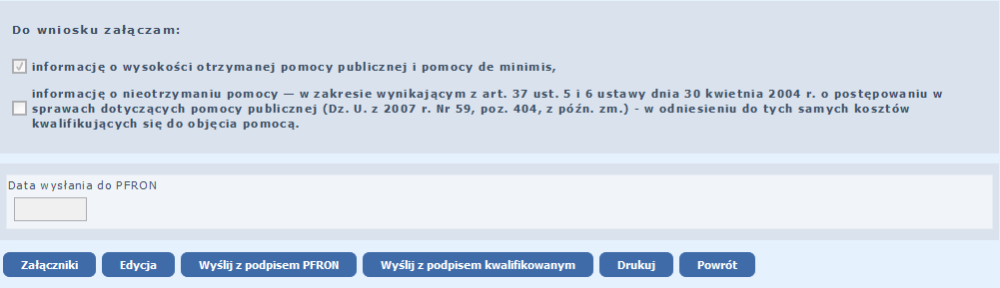 Do wniosku załączam:
informację o wysokości otrzymanej pomocy publicznej i pomocy de minimis,
informację o nieotrzymaniu pomocy — w zakresie wynikającym z art. 37 ust. 5 i 6 ustawy dnia 30 kwietnia 2004 r. o postępowaniu w
sprawach dotyczących pomocy publicznej (Dz. U. z 2007 r. Nr 59, poz. 404, z późn. zm.) - w odniesieniu do tych samych kosztów
kwalifikujących się do objęcia pomocą.
Data wysłania do PFRON
Załączniki Edycja Wyślij z podpisem PFRON Wyślij z podpisem kwalifikowanym Drukuj Powrót